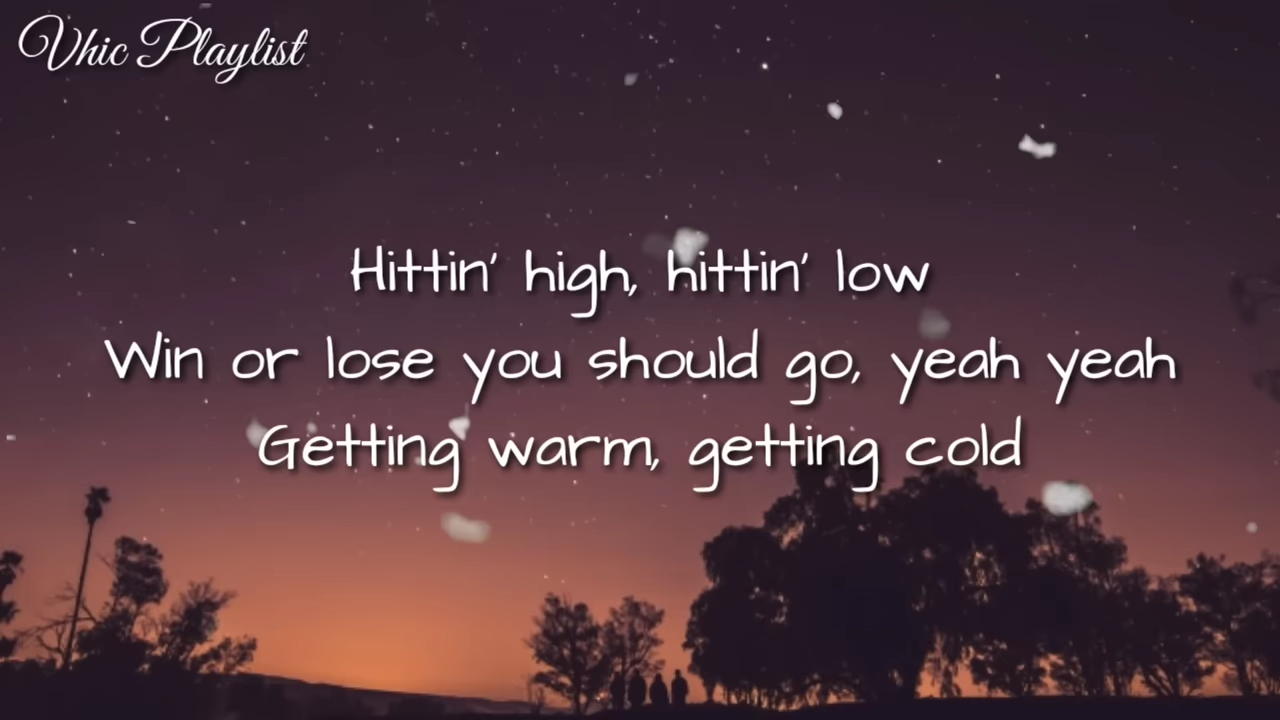 Vhic Playlist
Hittin' high, hittin' low
Win or lose you should go, yeah yeah
Getting warm, getting cold